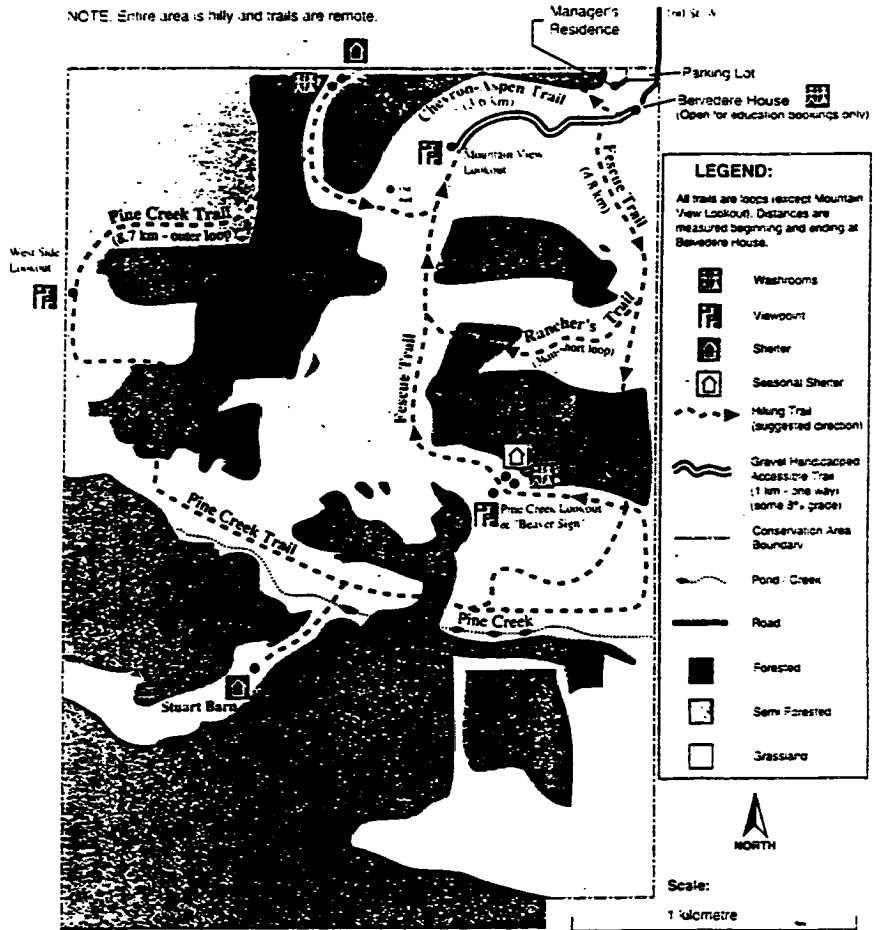 NOTE: Entire area is hilly and trails are remote.
Manager's
Residence
Parking Lot
Belvedere House
(Open for education bookings only)
Chevron-Aspen Trail
Mountain View
Lookout
Fescue Trail
(4.8 km)
Pine Creek Trail
(8.7 km - outer loop)
West Side
Lookout
Rancher's Trail
Fescue Trail
Pine Creek Lookout
"Beaver Sign"
Pine Creek Trail
Pine Creek
Stuart Barn
LEGEND:
All trails are loops (except Mountain
View Lookout). Distances are
measured beginning and ending at
Belvedere House.
Washrooms
Viewpoint
Shelter
Seasonal Shelter
Hiking Trail
(suggested direction)
Gravel Handicapped
Accessible Trail
(1 km - one way)
(some 8% grade)
Conservation Area
Boundary
Pond / Creek
Road
Forested
Semi Forested
Grassland
NORTH
Scale:
1 kilometre